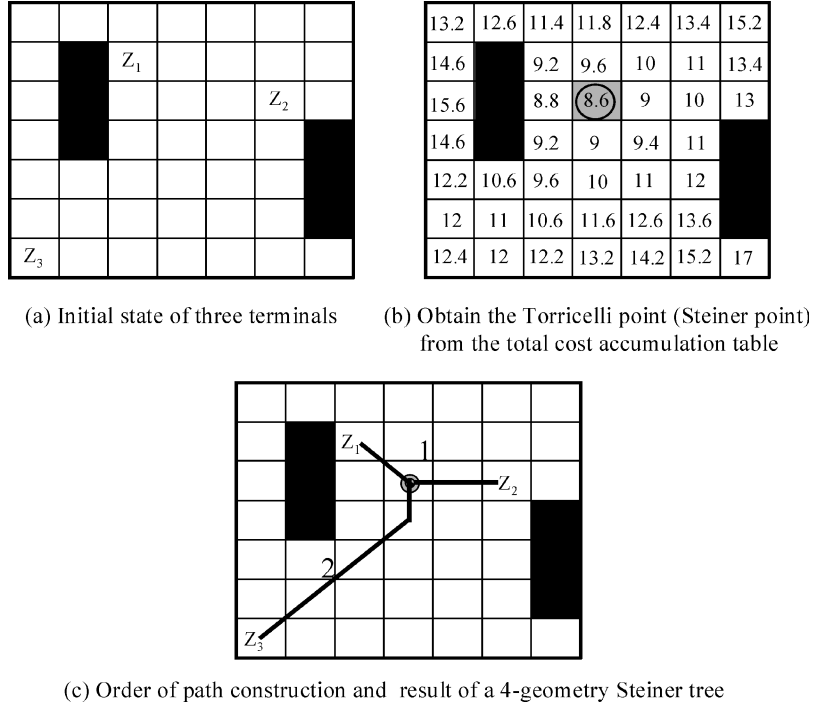 Z1
Z2
Z3
13.2 12.6 11.4 11.8 12.4 13.4 15.2
14.6 9.2 9.6 10 11 13.4
15.6 8.8 8.6 9 10 13
14.6 9.2 9 9.4 11
12.2 10.6 9.6 10 11 12
12 11 10.6 11.6 12.6 13.6
12.4 12 12.2 13.2 14.2 15.2 17
(a) Initial state of three terminals
(b) Obtain the Torricelli point (Steiner point)
from the total cost accumulation table
Z1 1
Z2
2
Z3
(c) Order of path construction and result of a 4-geometry Steiner tree